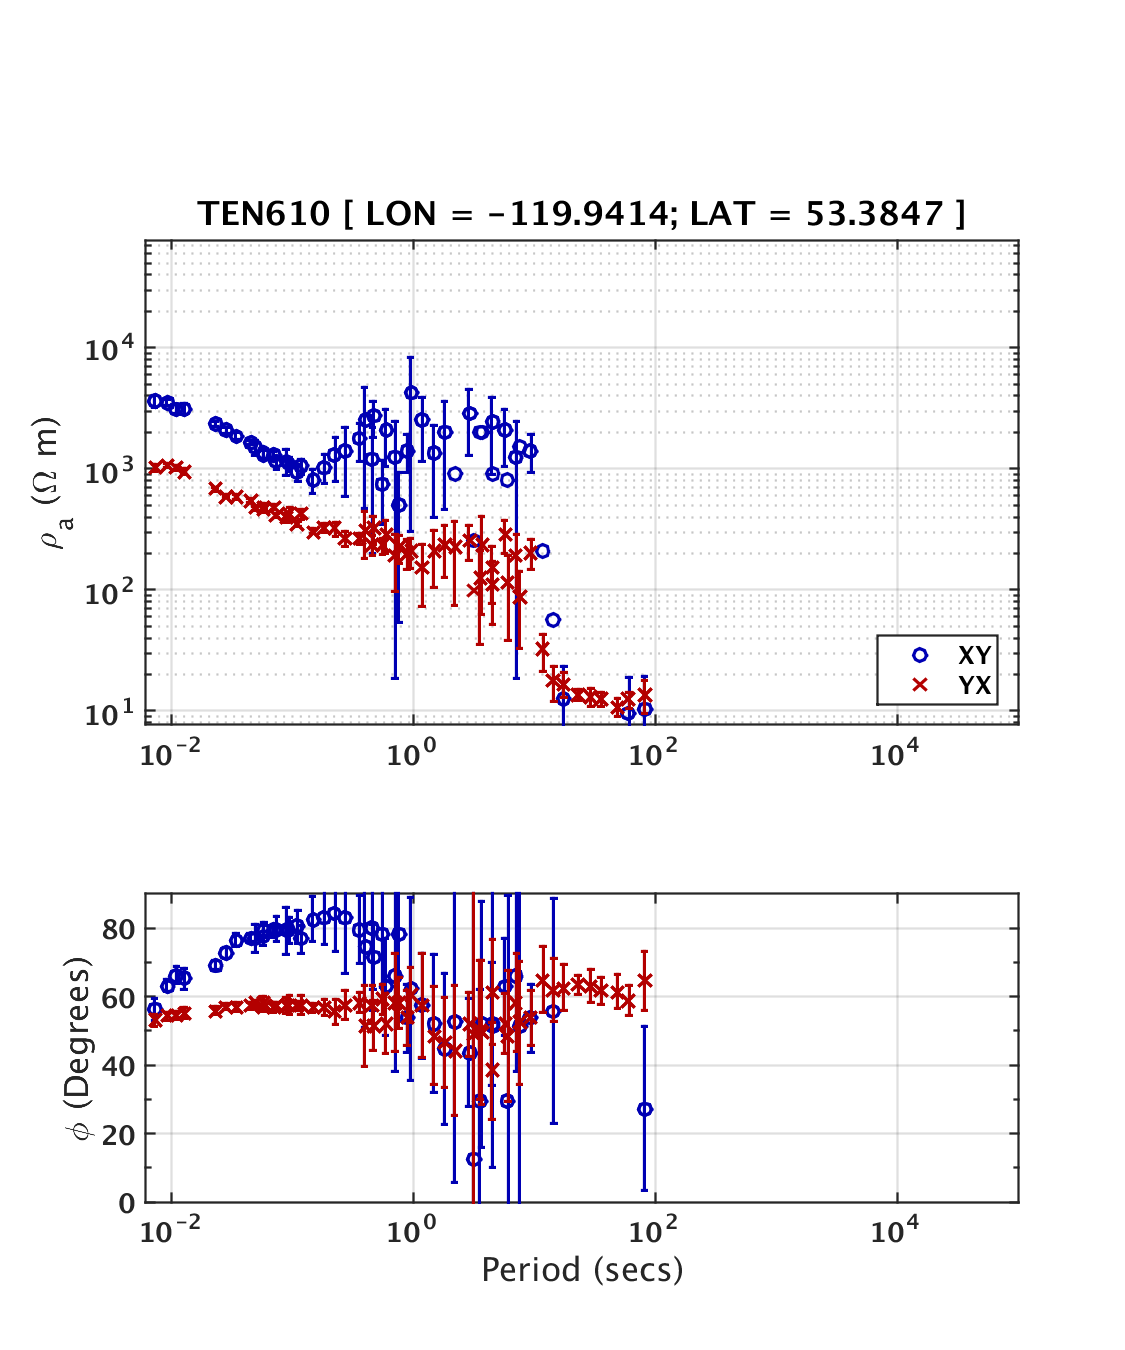 TEN610 [ LON = -119.9414; LAT = 53.3847 ]
ρa (Ω m)
10^4
10^3
10^2
10^1
XY
YX
10^-2 10^0 10^2 10^4
ϕ (Degrees)
80
60
40
20
0
10^-2 10^0 10^2 10^4
Period (secs)